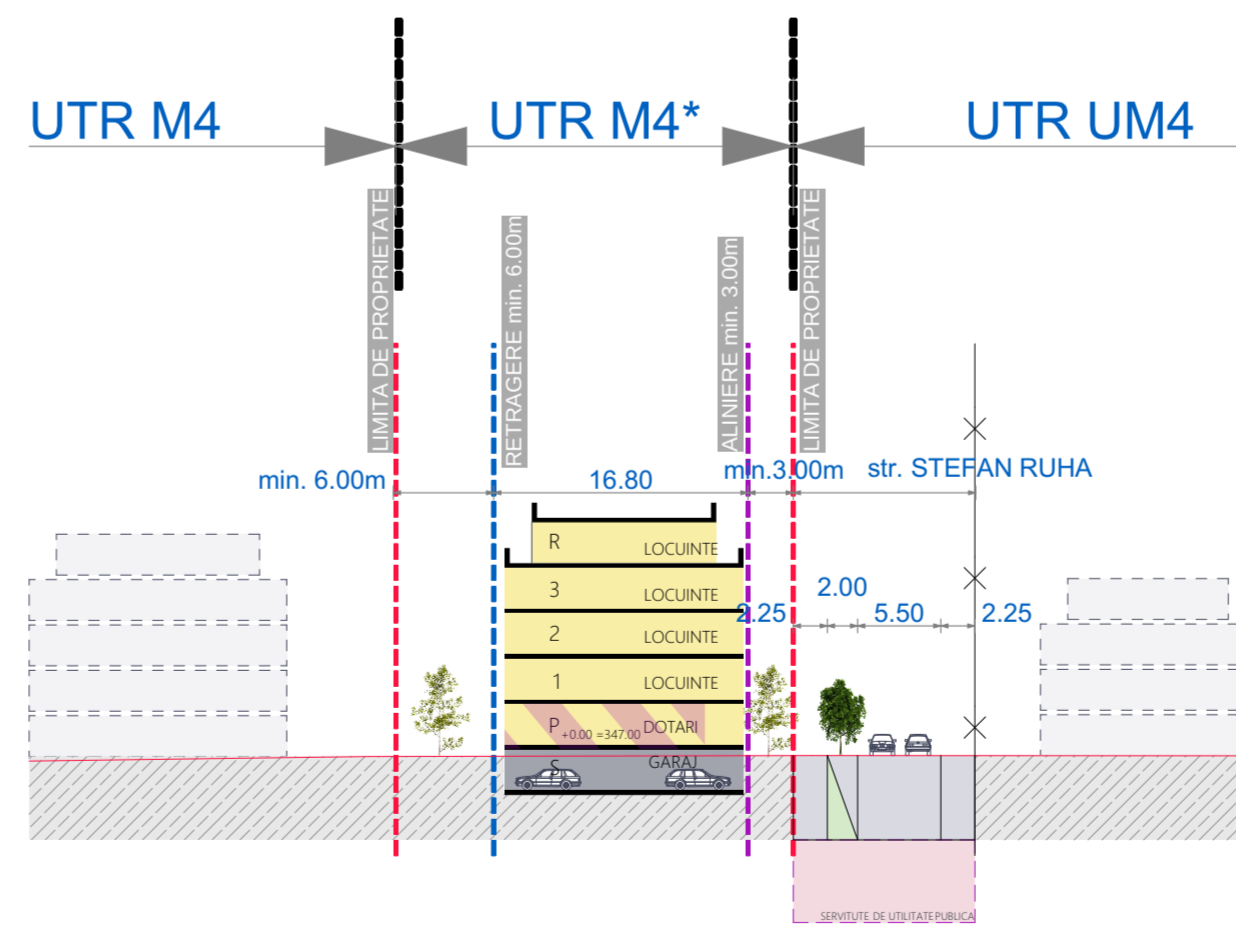 UTR M4
UTR M4*
UTR UM4
LIMITA DE PROPRIETATE
RETRAGERE min. 6.00m
ALINIERE min. 3.00m
LIMITA DE PROPRIETATE
min. 6.00m
16.80
min.3.00m
str. STEFAN RUHA
R LOCUINTE
3 LOCUINTE
2.25
2.00
5.50
2.25
2 LOCUINTE
1 LOCUINTE
P +0.00 =347.00 DOTARI
S GARAJ
SERVITUTE DE UTILITATE PUBLICA